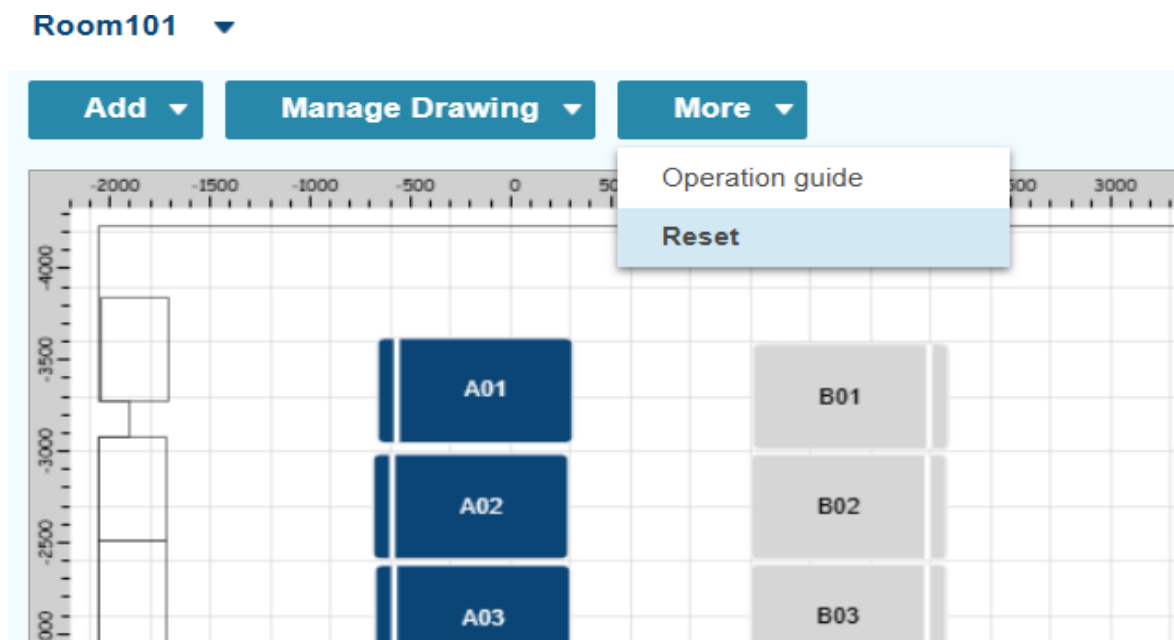 Room101
Add Manage Drawing More
Operation guide
Reset
-2000 -1500 -1000 -500 0 3000
-4000
-3500
-3000
-2500
A01 B01
A02 B02
A03 B03